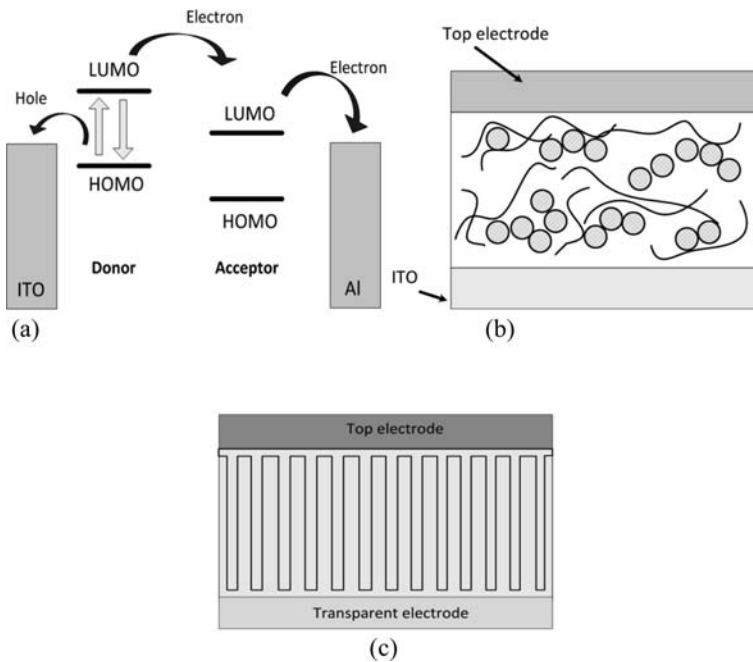 Electron
LUMO
Electron
Hole
LUMO
HOMO
HOMO
Donor
Acceptor
ITO
Al
(a)
Top electrode
ITO
(b)
Top electrode
Transparent electrode
(c)